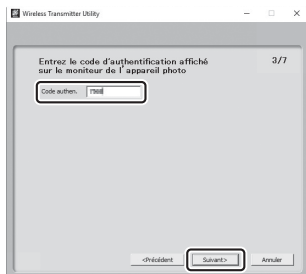 Wireless Transmitter Utility
Entrez le code d'authentification affiché
sur le moniteur de l'appareil photo
3/7
Code authen.
<Précédent
Suivant>
Annuler